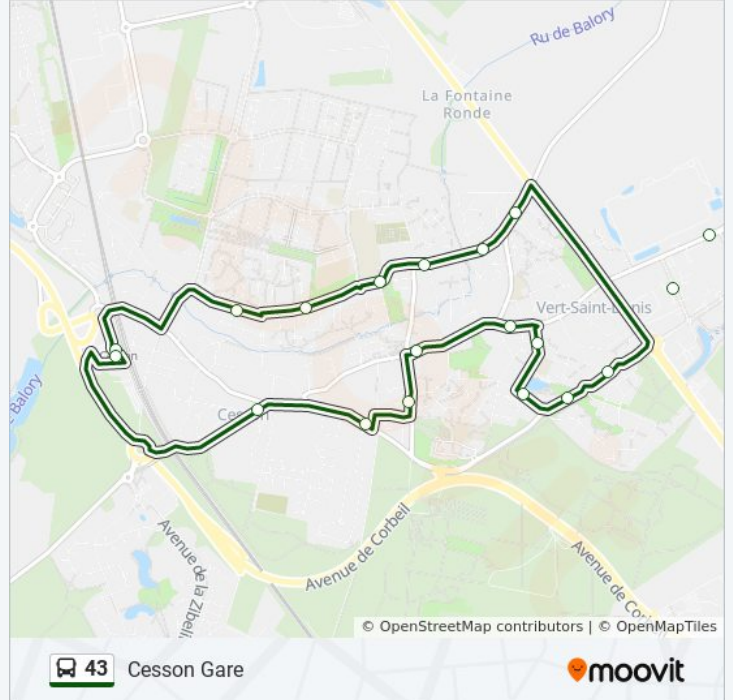 Ru de Balory
La Fontaine
Ronde
Vert-Saint-Denis
Balory
Cesson
Avenue de la Zibeli
Avenue de Corbeil
Avenue de Co
© OpenStreetMap contributors | © OpenMapTiles
43 Cesson Gare
moovit